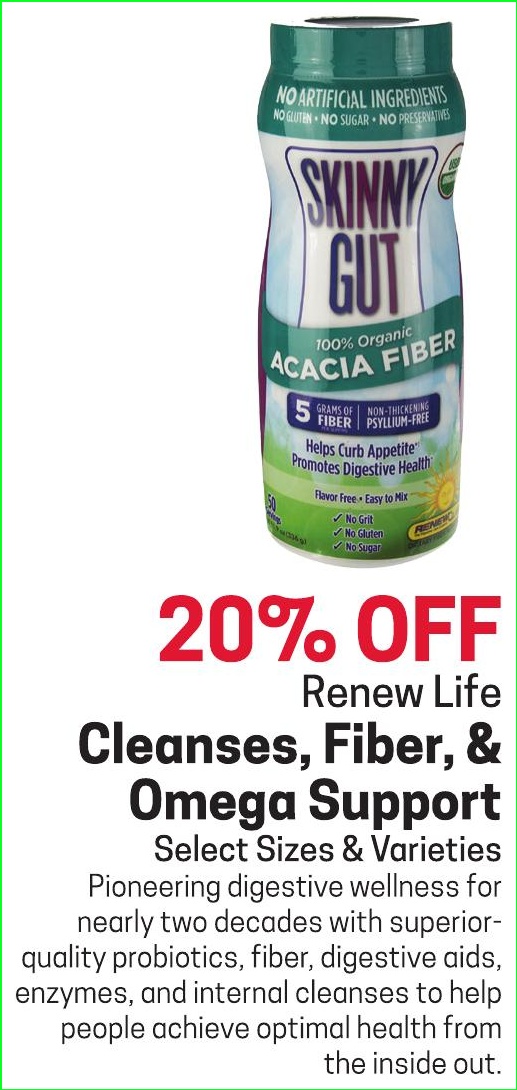 NO ARTIFICIAL INGREDIENTS
NO GLUTEN • NO SUGAR • NO PRESERVATIVES
SKINNY
GUT
100% Organic
ACACIA FIBER
5 GRAMS OF FIBER NON-THICKENING PSYLLIUM-FREE
Helps Curb Appetite*
Promotes Digestive Health*
Flavor Free • Easy to Mix
✓ No Grit
✓ No Gluten
✓ No Sugar
50
20% OFF
Renew Life
Cleanses, Fiber, &
Omega Support
Select Sizes & Varieties
Pioneering digestive wellness for
nearly two decades with superior-
quality probiotics, fiber, digestive aids,
enzymes, and internal cleanses to help
people achieve optimal health from
the inside out.